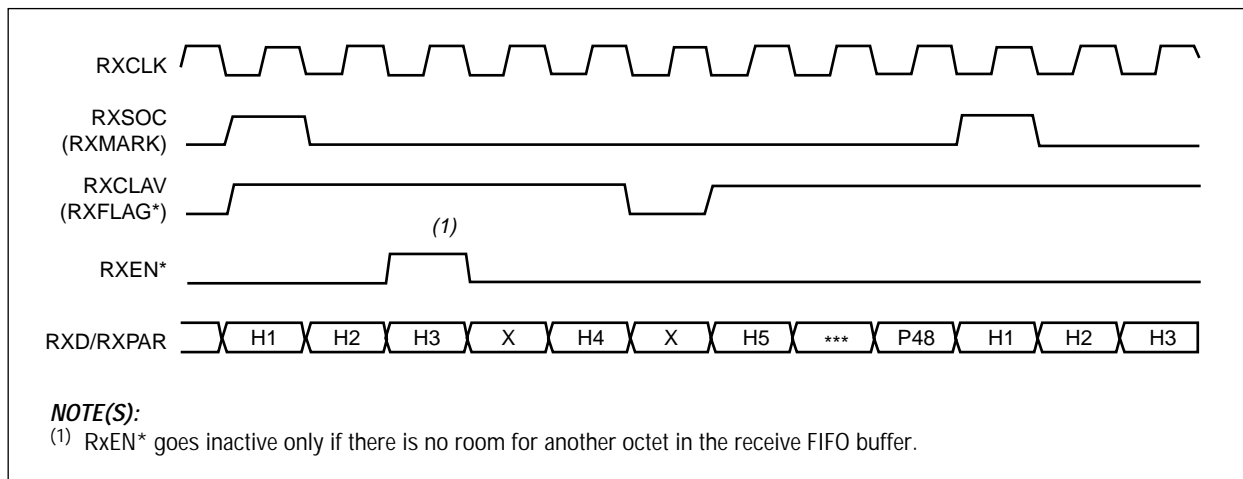 RXCLK
RXSOC
(RXMARK)
RXCLAV
(RXFLAG*)
(1)
RXEN*
RXD/RXPAR H1 H2 H3 X H4 X H5 *** P48 H1 H2 H3
NOTE(S):
(1) RxEN* goes inactive only if there is no room for another octet in the receive FIFO buffer.